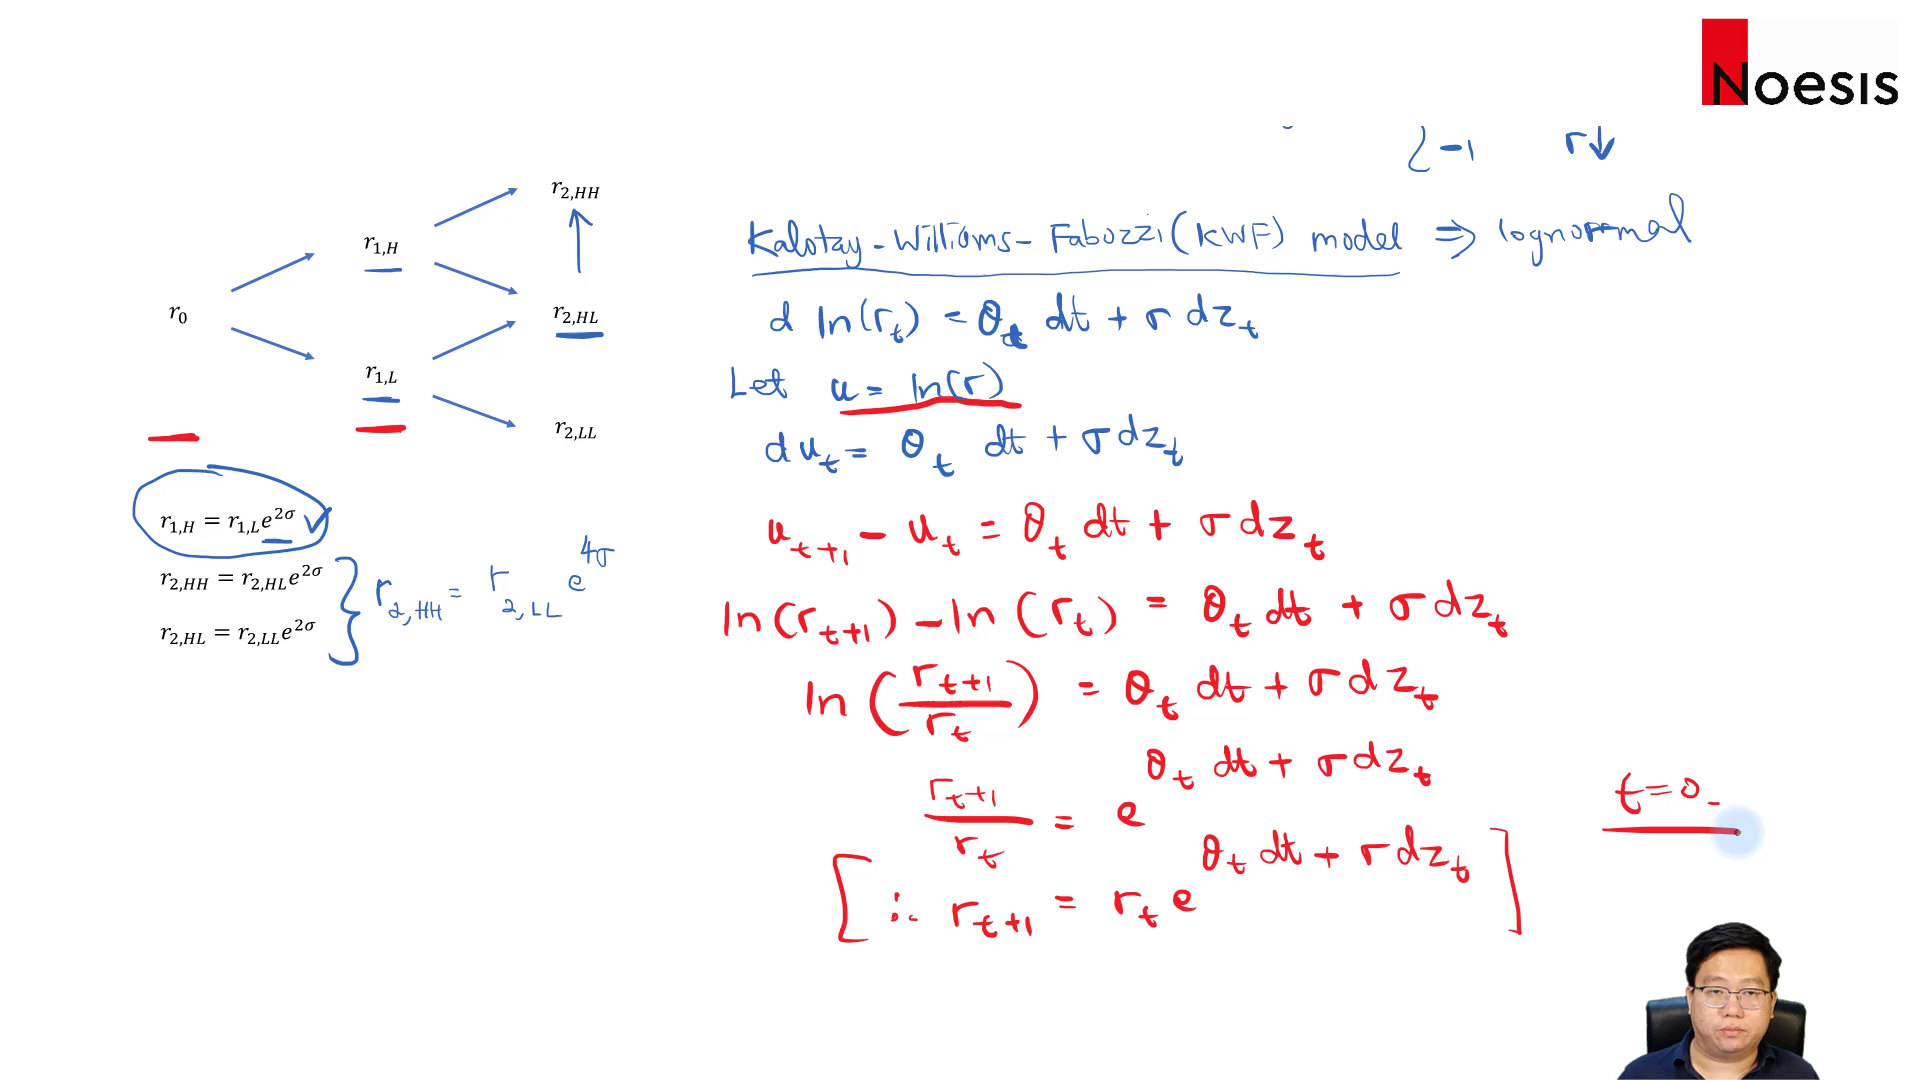 Noesis
{ -1 r↓
r₂,HH
r₁,H
Kalotay-Williams-Fabozzi (KWF) model ⇒ lognormal
r₀
r₂,HL
d ln(rₜ) = θₜ dt + σ dzₜ
r₁,L
Let u = ln(r)
r₂,LL
duₜ = θₜ dt + σ dzₜ
r₁,H = r₁,L e^{2σ} ✓
uₜ₊₁ - uₜ = θₜ dt + σ dzₜ
r₂,HH = r₂,HL e^{2σ}
r₂,HL = r₂,LL e^{2σ}
} r₂,HH = r₂,LL e^{4σ}
ln(rₜ₊₁) - ln(rₜ) = θₜ dt + σ dzₜ
ln(rₜ₊₁/rₜ) = θₜ dt + σ dzₜ
rₜ₊₁/rₜ = e^{θₜ dt + σ dzₜ}
t=0
[∴ rₜ₊₁ = rₜ e^{θₜ dt + σ dzₜ}]